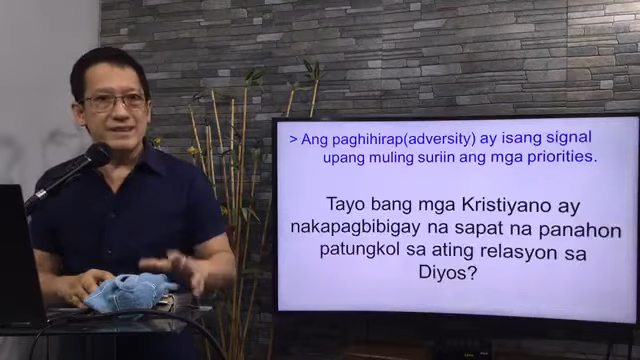 > Ang paghihirap(adversity) ay isang signal
upang muling suriin ang mga priorities.
Tayo bang mga Kristiyano ay
nakapagbibigay na sapat na panahon
patungkol sa ating relasyon sa
Diyos?